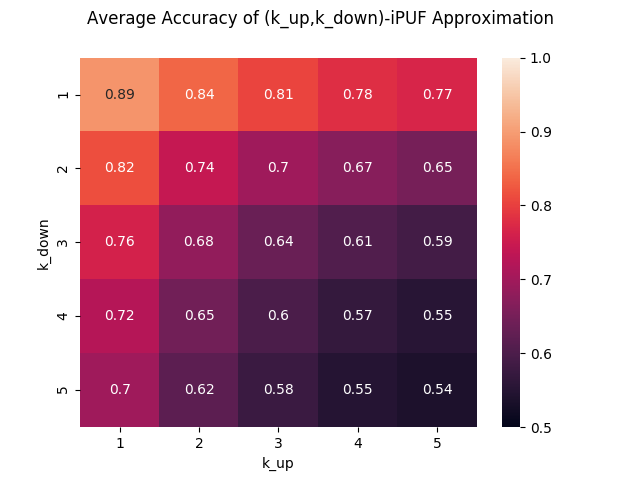 Average Accuracy of (k_up,k_down)-iPUF Approximation
1 0.89 0.84 0.81 0.78 0.77
2 0.82 0.74 0.7 0.67 0.65
3 0.76 0.68 0.64 0.61 0.59
4 0.72 0.65 0.6 0.57 0.55
5 0.7 0.62 0.58 0.55 0.54
k_down
1 2 3 4 5
k_up
1.0
0.9
0.8
0.7
0.6
0.5